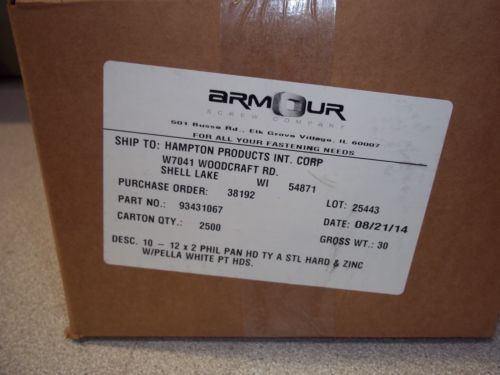 ARMOUR
SCREW COMPANY
501 Busse Rd., Elk Grove Village, IL 60007
FOR ALL YOUR FASTENING NEEDS
SHIP TO: HAMPTON PRODUCTS INT. CORP
W7041 WOODCRAFT RD.
SHELL LAKE WI 54871
PURCHASE ORDER: 38192 LOT: 25443
PART NO.: 93431067 DATE: 08/21/14
CARTON QTY.: 2500 GROSS WT.: 30
DESC. 10 - 12 x 2 PHIL PAN HD TY A STL HARD & ZINC
W/PELLA WHITE PT HDS.